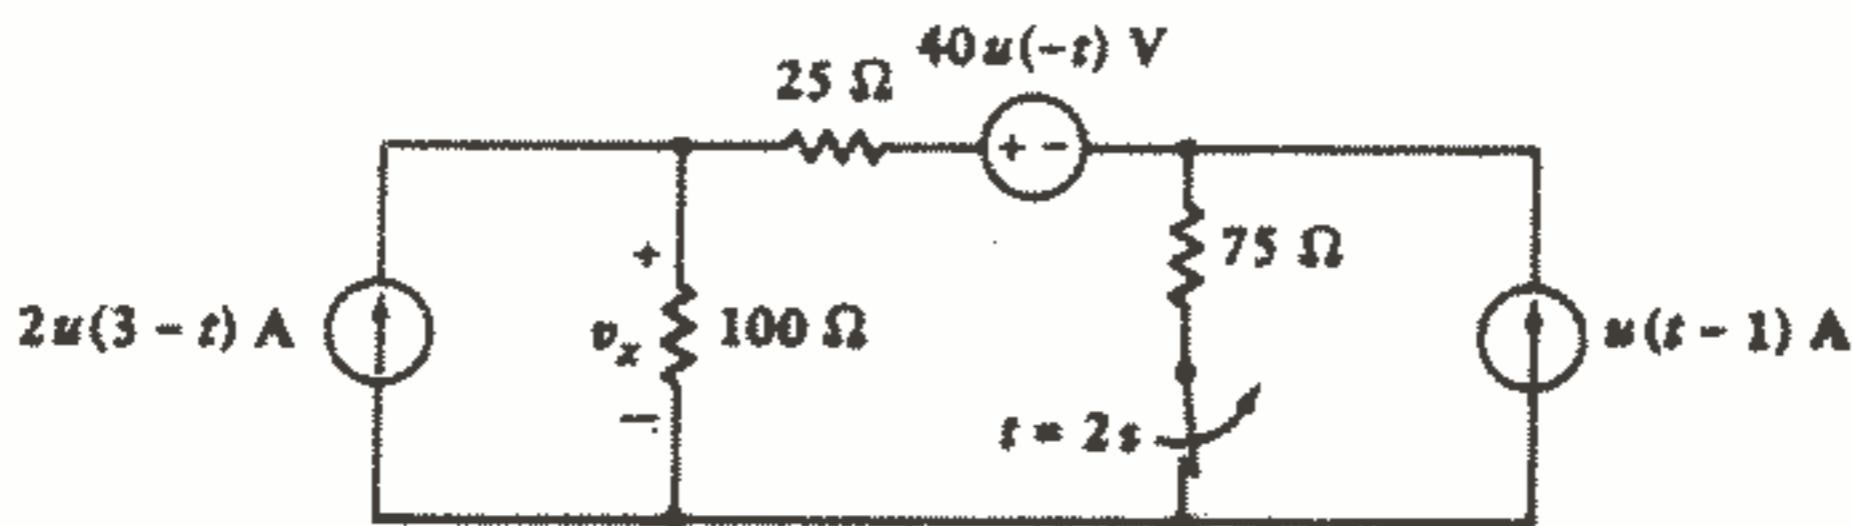 40u(−t) V
25 Ω
+ −
75 Ω
+
2u(3 − t) A
v_x
100 Ω
u(t − 1) A
−
t = 2 s